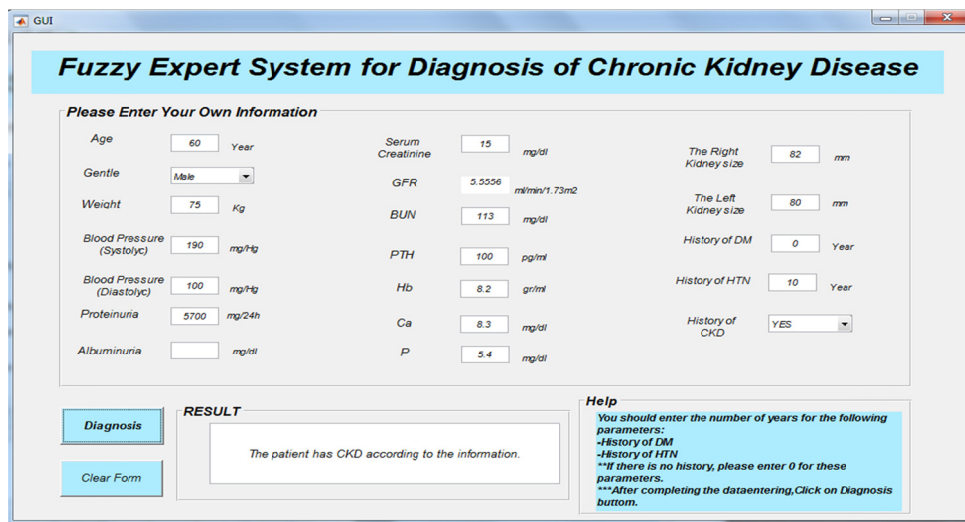 GUI
Fuzzy Expert System for Diagnosis of Chronic Kidney Disease
Please Enter Your Own Information
Age 60 Year
Gentle Male
Weight 75 Kg
Blood Pressure
(Systolyc) 190 mg/Hg
Blood Pressure
(Diastolyc) 100 mg/Hg
Proteinuria 5700 mg/24h
Albuminuria mg/dl
Serum
Creatinine 15 mg/dl
GFR 5.5556 ml/min/1.73m2
BUN 113 mg/dl
PTH 100 pg/ml
Hb 8.2 gr/ml
Ca 8.3 mg/dl
P 5.4 mg/dl
The Right
Kidney size 82 mm
The Left
Kidney size 80 mm
History of DM 0 Year
History of HTN 10 Year
History of
CKD YES
Diagnosis
Clear Form
RESULT
The patient has CKD according to the information.
Help
You should enter the number of years for the following
parameters:
-History of DM
-History of HTN
**If there is no history, please enter 0 for these
parameters.
***After completing the dataentering,Click on Diagnosis
buttom.